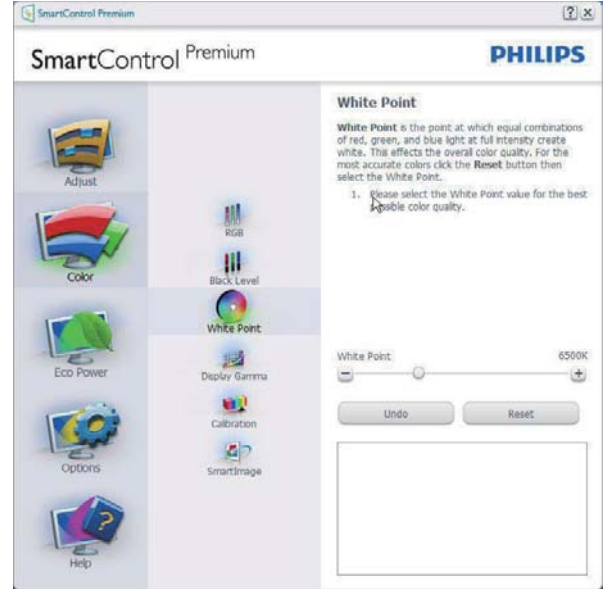 SmartControl Premium
SmartControl Premium
PHILIPS
Adjust
Color
Eco Power
Options
Help
RGB
Black Level
White Point
Display Gamma
Calibration
SmartImage
White Point
White Point is the point at which equal combinations
of red, green, and blue light at full intensity create
white. This effects the overall color quality. For the
most accurate colors click the Reset button then
select the White Point.
1. Please select the White Point value for the best
possible color quality.
White Point 6500K
Undo Reset